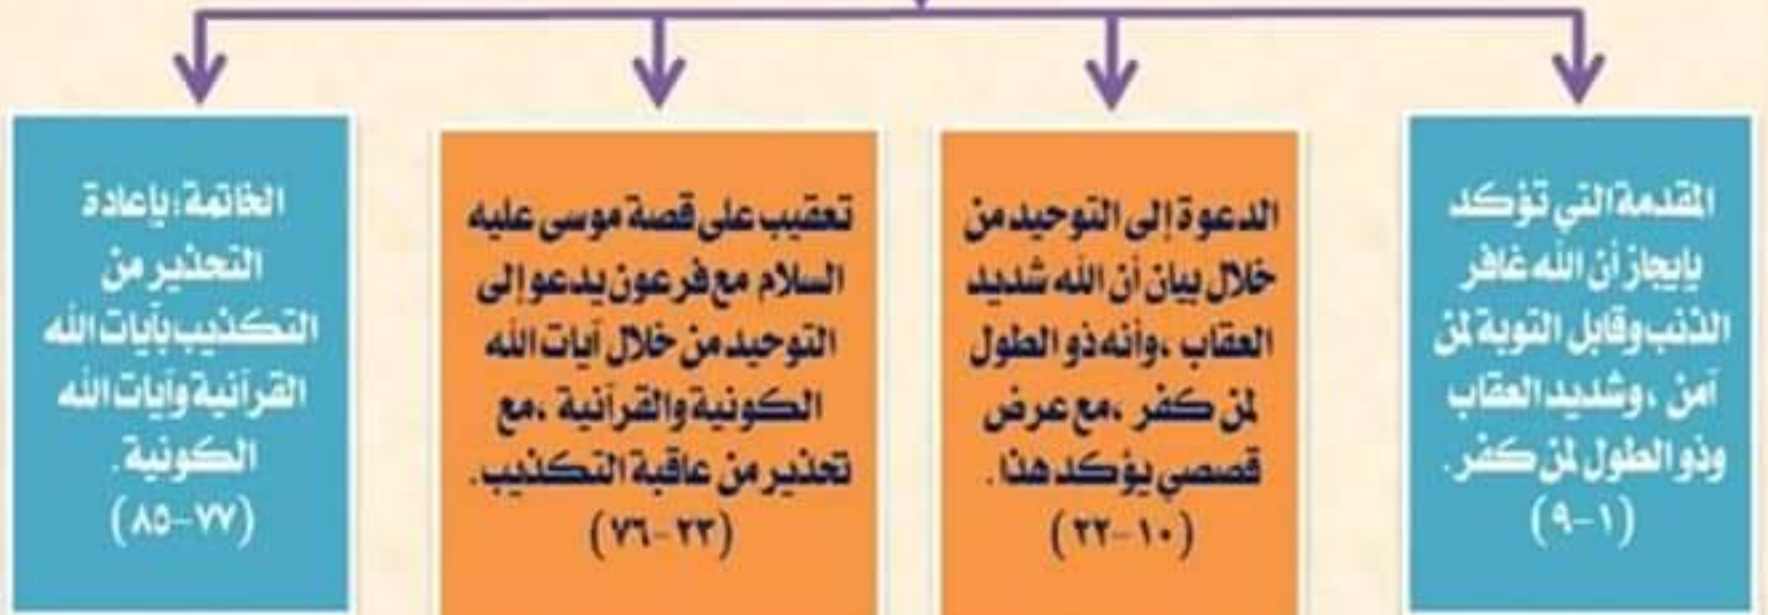 المقدمة التي تؤكد
بإيجاز أن الله غافر
الذنب وقابل التوبة لمن
آمن ، وشديد العقاب
وذو الطول لمن كفر .
(١-٩)
الدعوة إلى التوحيد من
خلال بيان أن الله شديد
العقاب ،وأنه ذو الطول
لمن كفر ،مع عرض
قصصي يؤكد هذا .
(١٠-٢٢)
تعقيب على قصة موسى عليه
السلام مع فرعون يدعو إلى
التوحيد من خلال آيات الله
الكونية والقرآنية ،مع
تحذير من عاقبة التكذيب.
(٢٣-٧٦)
الخاتمة :بإعادة
التحذير من
التكذيب بآيات الله
القرآنية وآيات الله
الكونية.
(٧٧-٨٥)